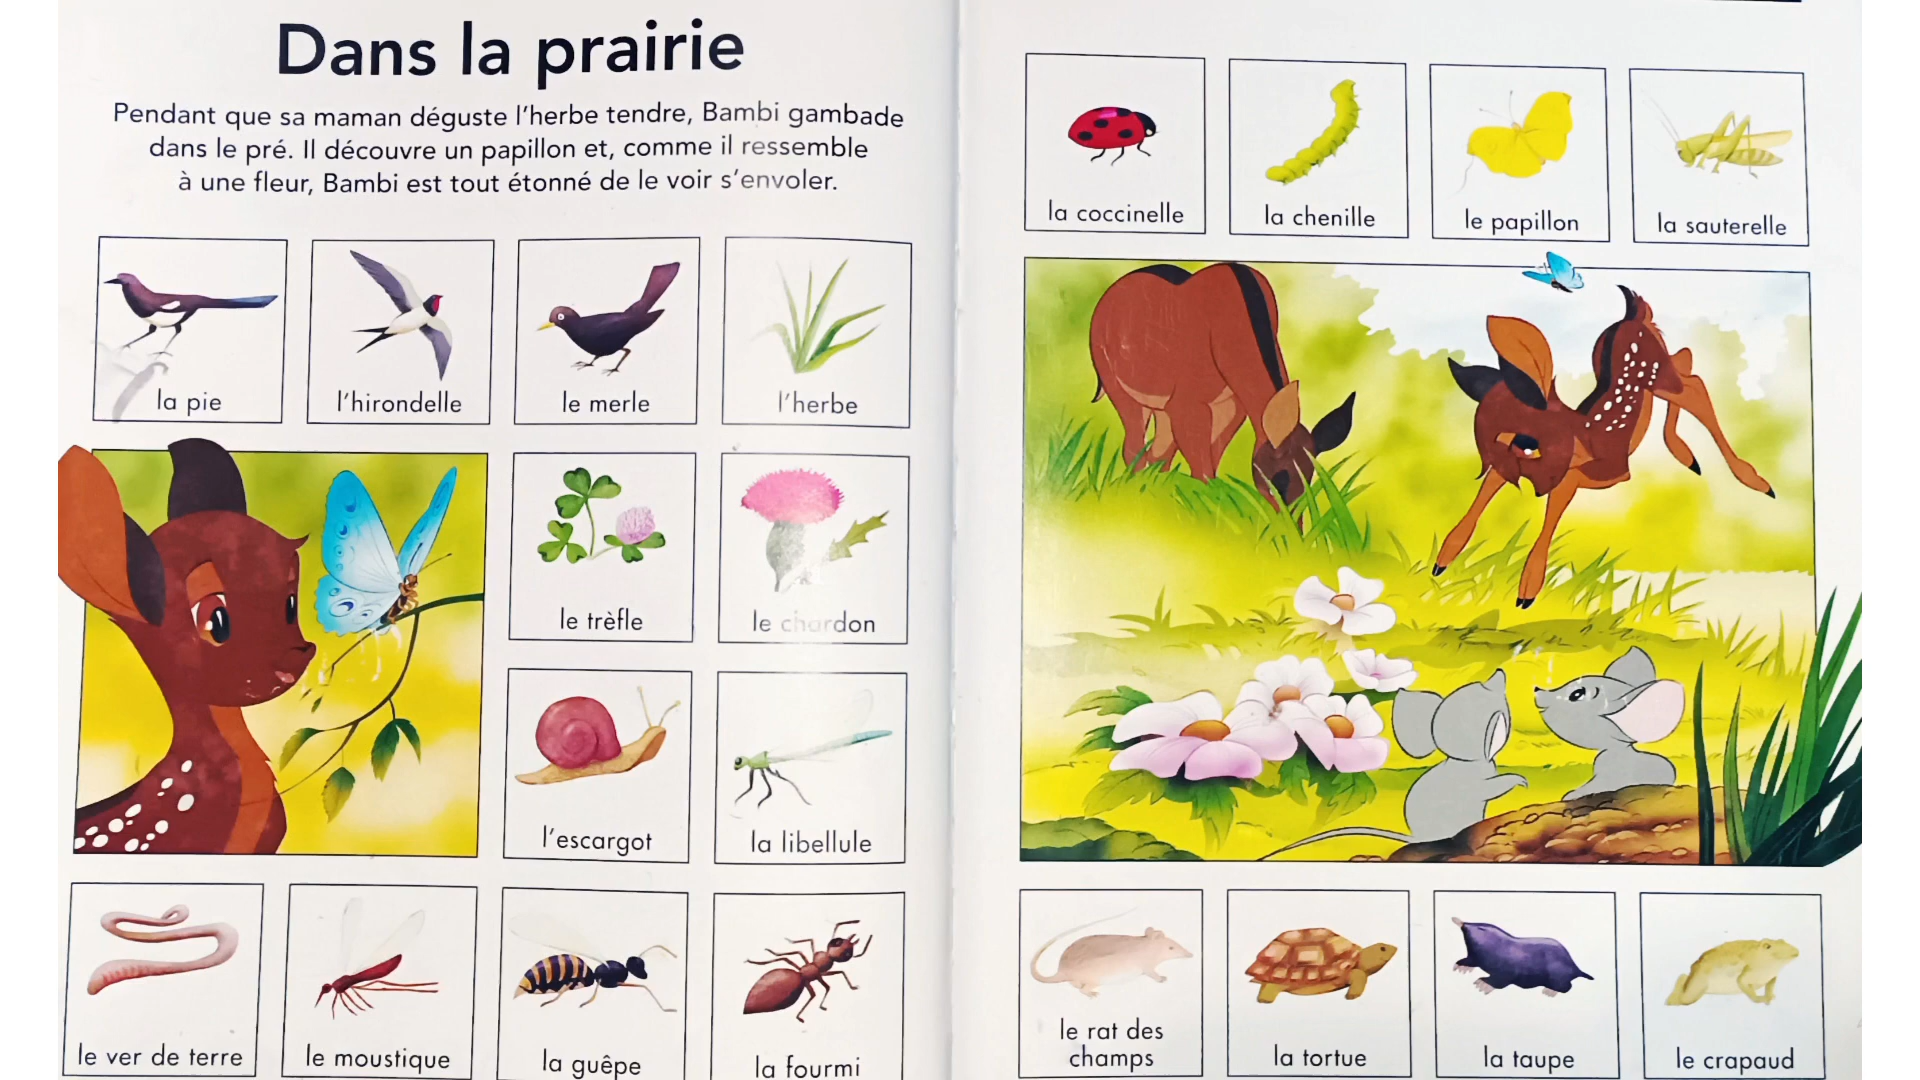 Dans la prairie
Pendant que sa maman déguste l'herbe tendre, Bambi gambade
dans le pré. Il découvre un papillon et, comme il ressemble
à une fleur, Bambi est tout étonné de le voir s'envoler.
la pie
l'hirondelle
le merle
l'herbe
le trèfle
le chardon
l'escargot
la libellule
le ver de terre
le moustique
la guêpe
la fourmi
la coccinelle
la chenille
le papillon
la sauterelle
le rat des
champs
la tortue
la taupe
le crapaud